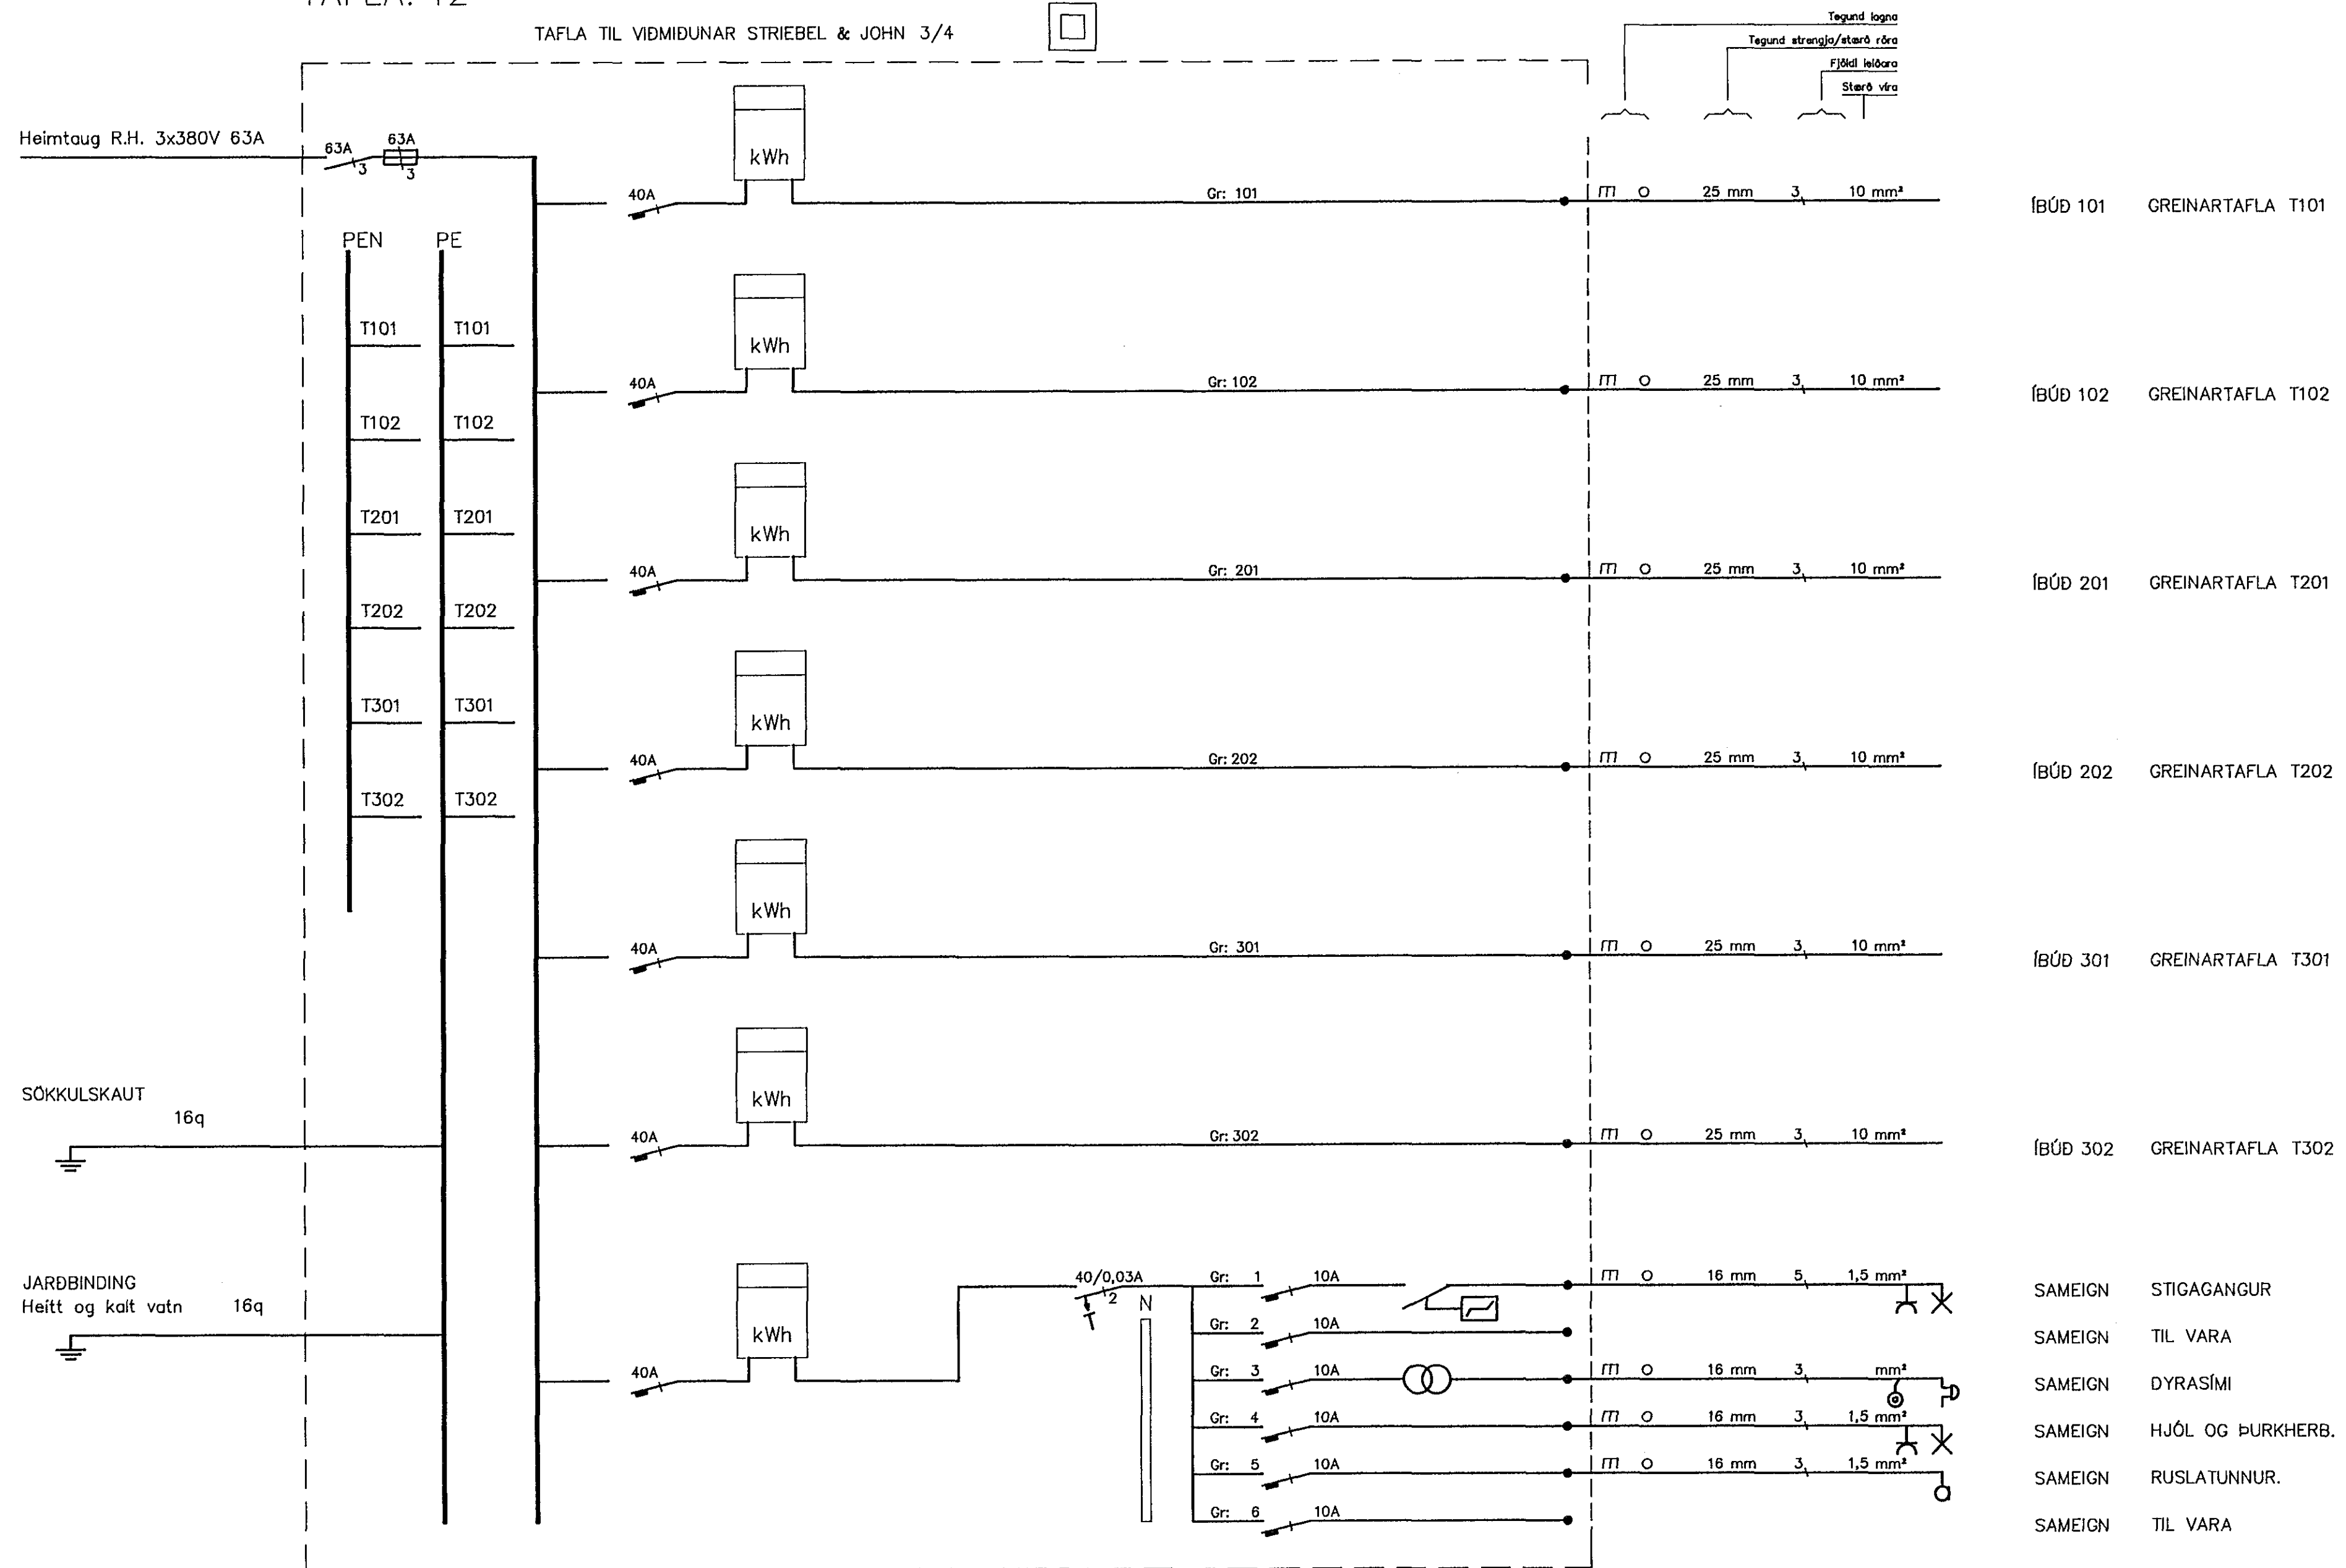 TAFLA TIL VIÐMIÐUNAR STRIEBEL & JOHN 3/4
Tegund lagna
Tegund strengja/stærð röra
Fjöldi leiðara
Stærð víra
Heimtaug R.H. 3x380V 63A
63A 3 63A 3
kWh
40A Gr: 101 25 mm 3 10 mm² ÍBÚÐ 101 GREINARTAFLA T101
PEN PE
kWh
T101 T101
40A Gr: 102 25 mm 3 10 mm² ÍBÚÐ 102 GREINARTAFLA T102
T102 T102
kWh
T201 T201
40A Gr: 201 25 mm 3 10 mm² ÍBÚÐ 201 GREINARTAFLA T201
T202 T202
kWh
T301 T301
40A Gr: 202 25 mm 3 10 mm² ÍBÚÐ 202 GREINARTAFLA T202
T302 T302
kWh
40A Gr: 301 25 mm 3 10 mm² ÍBÚÐ 301 GREINARTAFLA T301
kWh
SÖKKULSKAUT
16q
40A Gr: 302 25 mm 3 10 mm² ÍBÚÐ 302 GREINARTAFLA T302
JARÐBINDING
Heitt og kalt vatn 16q
kWh
40A
40/0,03A
2
N
Gr: 1 10A 16 mm 5 1,5 mm² SAMEIGN STIGAGANGUR
Gr: 2 10A SAMEIGN TIL VARA
Gr: 3 10A 16 mm 3 mm² SAMEIGN DYRASÍMI
Gr: 4 10A 16 mm 3 1,5 mm² SAMEIGN HJÓL OG ÞURKHERB.
Gr: 5 10A 16 mm 3 1,5 mm² SAMEIGN RUSLATUNNUR.
Gr: 6 10A SAMEIGN TIL VARA